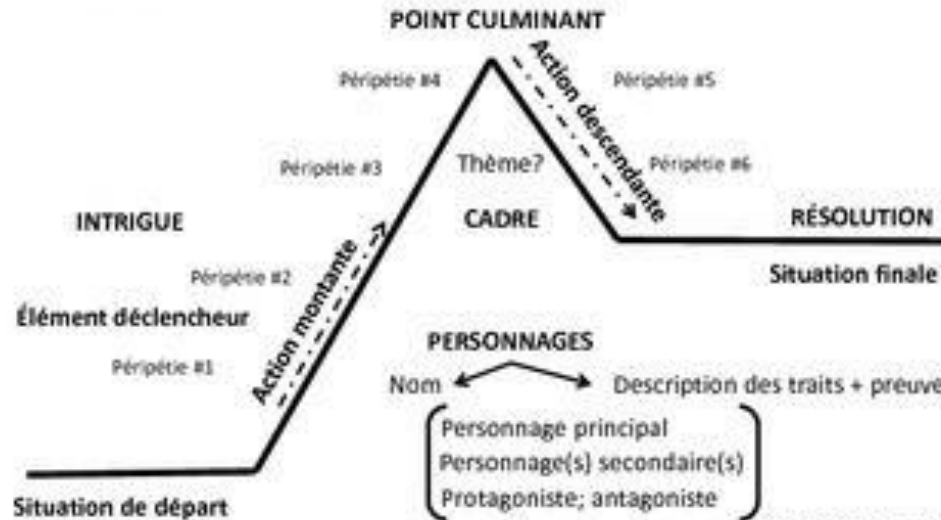 POINT CULMINANT
Péripétie #4
Action descendante
Péripétie #5
Péripétie #3
Thème?
Péripétie #6
INTRIGUE
CADRE
RÉSOLUTION
Péripétie #2
Action montante
Situation finale
Élément déclencheur
PERSONNAGES
Péripétie #1
Nom
Description des traits + preuve
Personnage principal
Personnage(s) secondaire(s)
Situation de départ
Protagoniste; antagoniste